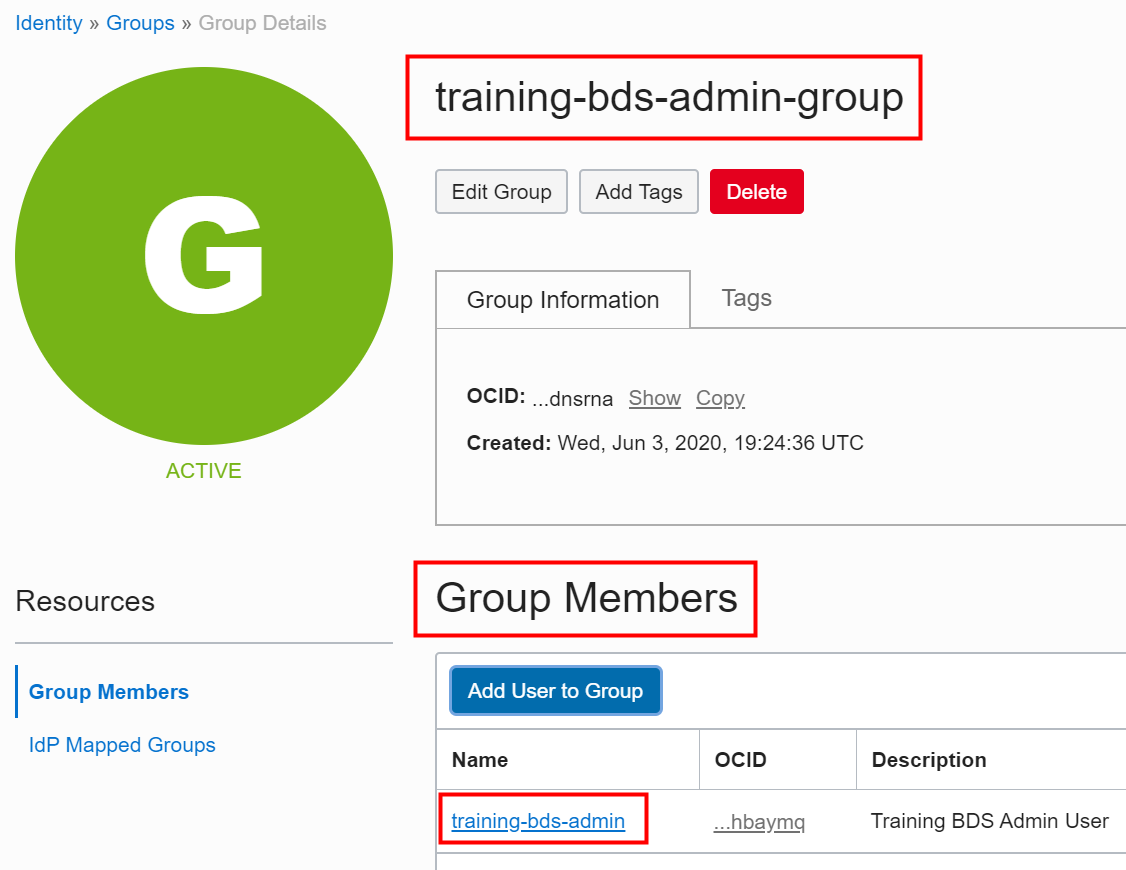 Identity » Groups » Group Details
G
ACTIVE
training-bds-admin-group
Edit Group Add Tags Delete
Group Information Tags
OCID: ...dnsrna Show Copy
Created: Wed, Jun 3, 2020, 19:24:36 UTC
Resources
Group Members
IdP Mapped Groups
Group Members
Add User to Group
Name OCID Description
training-bds-admin ...hbaymq Training BDS Admin User